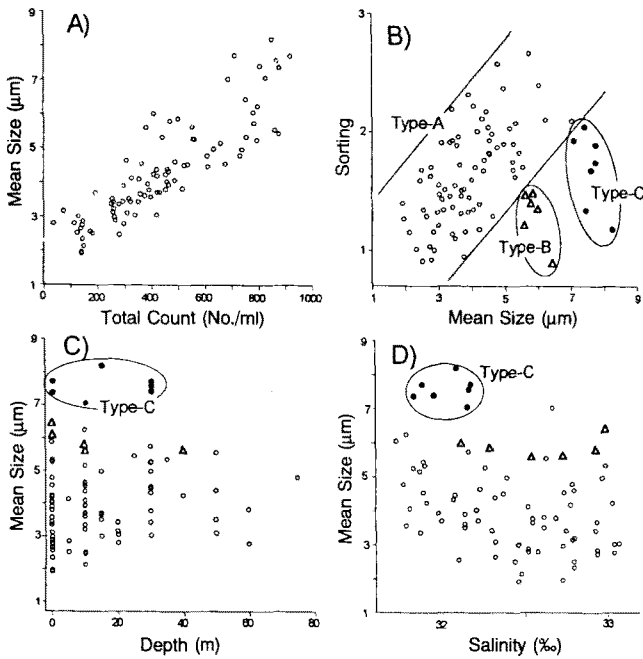 A)
Mean Size (μm)
9
7
5
3
1
0 200 400 600 800 1000
Total Count (No./ml)
B)
Sorting
3
2
1
Type-A
Type-B
Type-C
1 3 5 7 9
Mean Size (μm)
C)
Mean Size (μm)
9
7
5
3
1
Type-C
0 20 40 60 80
Depth (m)
D)
Mean Size (μm)
9
7
5
3
1
Type-C
32 33
Salinity (‰)